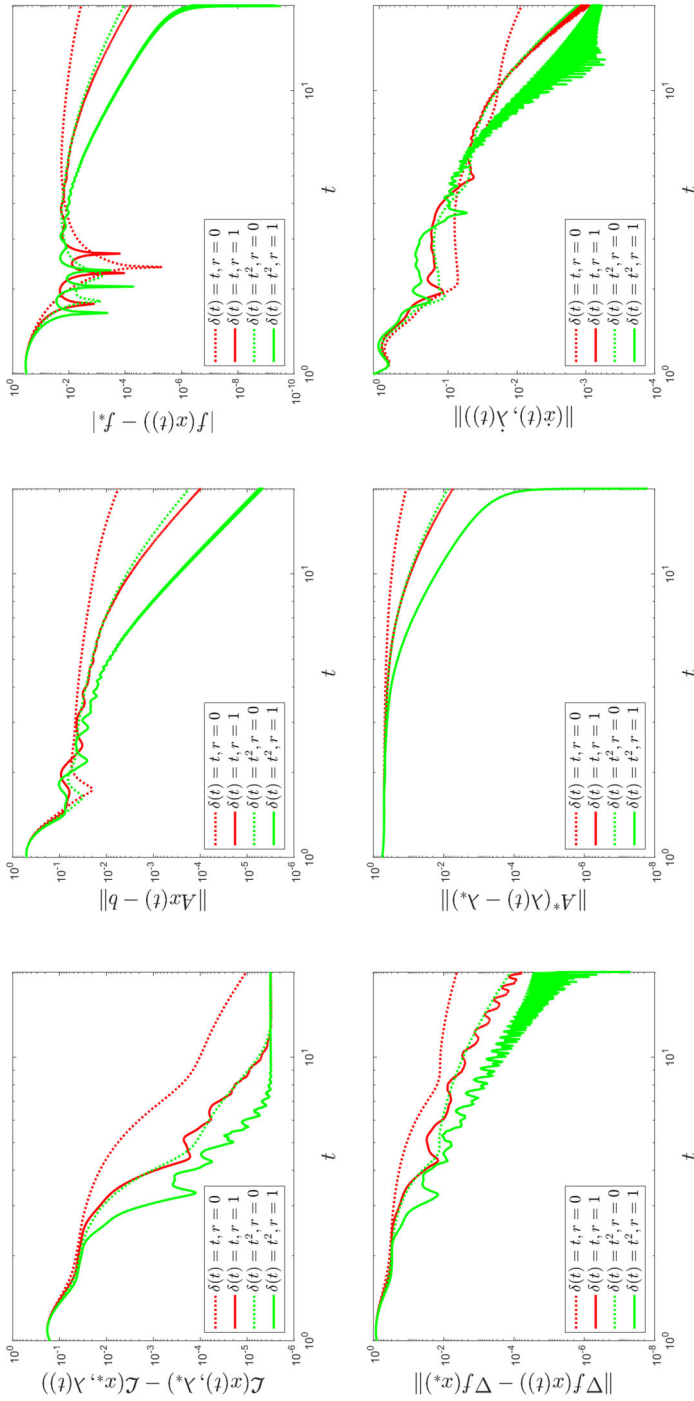 10⁰
10⁻¹
10⁻²
10⁻³
10⁻⁴
10⁻⁵
10⁻⁶
ℒ(x(t), λ_*) − ℒ(x_*, λ(t))
δ(t) = t, r = 0
δ(t) = t, r = 1
δ(t) = t², r = 0
δ(t) = t², r = 1
10⁰
10¹
t
10⁰
10⁻¹
10⁻²
10⁻³
10⁻⁴
10⁻⁵
10⁻⁶
‖Ax(t) − b‖
δ(t) = t, r = 0
δ(t) = t, r = 1
δ(t) = t², r = 0
δ(t) = t², r = 1
10⁰
10¹
t
10⁰
10⁻²
10⁻⁴
10⁻⁶
10⁻⁸
10⁻¹⁰
|f(x(t)) − f_*|
δ(t) = t, r = 0
δ(t) = t, r = 1
δ(t) = t², r = 0
δ(t) = t², r = 1
10⁰
10¹
t
10⁰
10⁻²
10⁻⁴
10⁻⁶
10⁻⁸
‖∇f(x(t)) − ∇f(x_*)‖
δ(t) = t, r = 0
δ(t) = t, r = 1
δ(t) = t², r = 0
δ(t) = t², r = 1
10⁰
10¹
t
10⁰
10⁻²
10⁻⁴
10⁻⁶
10⁻⁸
‖A*(λ(t) − λ_*)‖
δ(t) = t, r = 0
δ(t) = t, r = 1
δ(t) = t², r = 0
δ(t) = t², r = 1
10⁰
10¹
t
10⁰
10⁻¹
10⁻²
10⁻³
10⁻⁴
‖(ẋ(t), λ̇(t))‖
δ(t) = t, r = 0
δ(t) = t, r = 1
δ(t) = t², r = 0
δ(t) = t², r = 1
10⁰
10¹
t